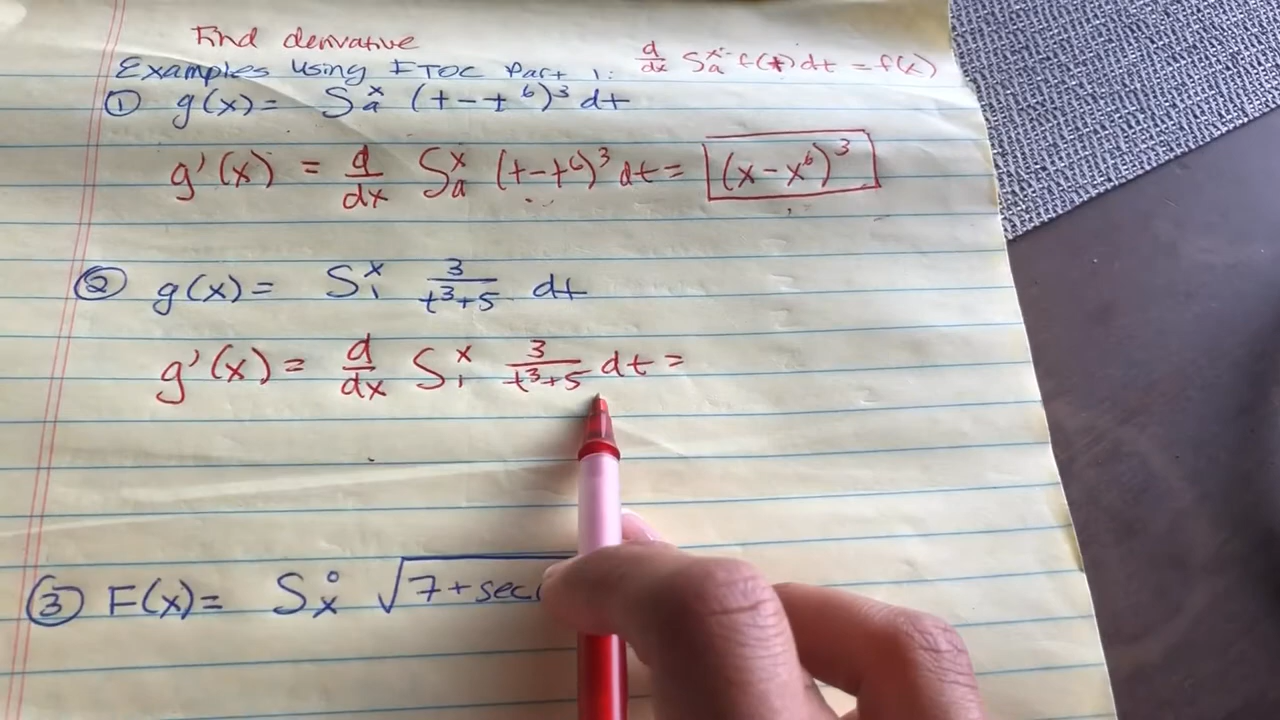 Find derivative
Examples Using FTOC Part 1: d/dx ∫ₐˣ f(t) dt = f(x)
① g(x) = ∫ₐˣ (t - t⁶)³ dt
g'(x) = d/dx ∫ₐˣ (t - t⁶)³ dt = (x - x⁶)³
② g(x) = ∫₁ˣ 3/(t³+5) dt
g'(x) = d/dx ∫₁ˣ 3/(t³+5) dt =
③ F(x) = ∫ₓ⁰ √7 + sec(